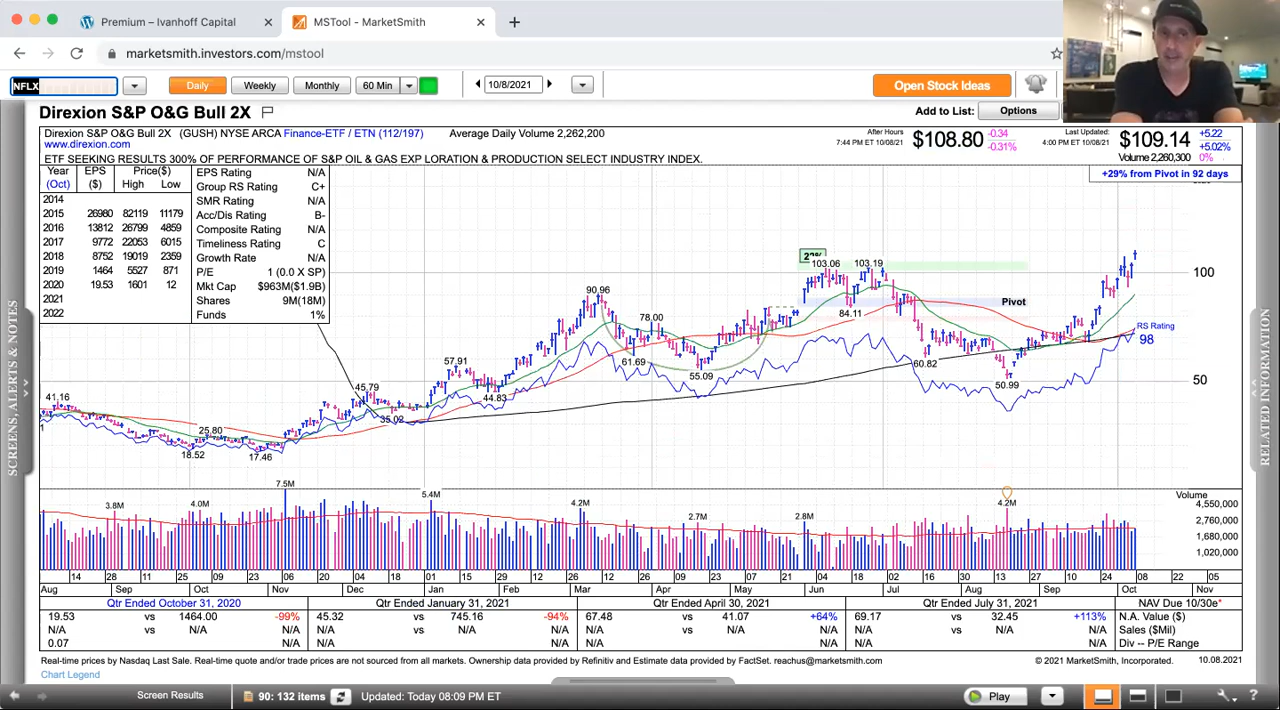 Premium – Ivanhoff Capital
MSTool - MarketSmith
marketsmith.investors.com/mstool
NFLX
Daily
Weekly
Monthly
60 Min
10/8/2021
Open Stock Ideas
Direxion S&P O&G Bull 2X
Add to List:
Options
Direxion S&P O&G Bull 2X (GUSH) NYSE ARCA Finance-ETF / ETN (112/197) Average Daily Volume 2,262,200
www.direxion.com
After Hours
7:44 PM ET 10/08/21
$108.80
-0.34
-0.31%
Last Updated:
4:00 PM ET 10/08/21
$109.14
+5.22
+5.02%
Volume 2,260,300 0%
ETF SEEKING RESULTS 300% OF PERFORMANCE OF S&P OIL & GAS EXP LORATION & PRODUCTION SELECT INDUSTRY INDEX.
+29% from Pivot in 92 days
Year EPS Price($)
(Oct) ($) High Low
2014
2015 26980 82119 11179
2016 13812 26799 4859
2017 9772 22053 6015
2018 8752 19019 2359
2019 1464 5527 871
2020 19.53 1601 12
2021
2022
EPS Rating N/A
Group RS Rating C+
SMR Rating N/A
Acc/Dis Rating B-
Composite Rating N/A
Timeliness Rating C
Growth Rate N/A
P/E 1 (0.0 X SP)
Mkt Cap $963M($1.9B)
Shares 9M(18M)
Funds 1%
103.06
103.19
100
90.96
84.11
Pivot
78.00
RS Rating
98
61.69
60.82
57.91
55.09
50.99
50
45.79
44.83
41.16
35.02
25.80
18.52
17.46
7.5M
5.4M
4.2M
4.2M
4.0M
3.8M
2.7M
2.8M
Volume
4,550,000
2,760,000
1,680,000
1,020,000
14 28 11 25 09 23 06 20 04 18 01 15 29 12 26 12 26 09 23 07 21 04 18 02 16 30 13 27 10 24 08 22 05
Aug Sep Oct Nov Dec Jan Feb Mar Apr May Jun Jul Aug Sep Oct Nov
Qtr Ended October 31, 2020 Qtr Ended January 31, 2021 Qtr Ended April 30, 2021 Qtr Ended July 31, 2021 NAV Due 10/30e*
19.53 vs 1464.00 -99% 45.32 vs 745.16 -94% 67.48 vs 41.07 +64% 69.17 vs 32.45 +113% N.A. Value ($)
N/A vs N/A N/A N/A vs N/A N/A N/A vs N/A N/A N/A vs N/A N/A Sales ($Mil)
0.07 N/A N/A N/A N/A N/A N/A N/A Div -- P/E Range
Real-time prices by Nasdaq Last Sale. Real-time quote and/or trade prices are not sourced from all markets. Ownership data provided by Refinitiv and Estimate data provided by FactSet. reachus@marketsmith.com
© 2021 MarketSmith, Incorporated. 10.08.2021
Chart Legend
SCREENS, ALERTS & NOTES
RELATED INFORMATION
Screen Results
90: 132 items
Updated: Today 08:09 PM ET
Play